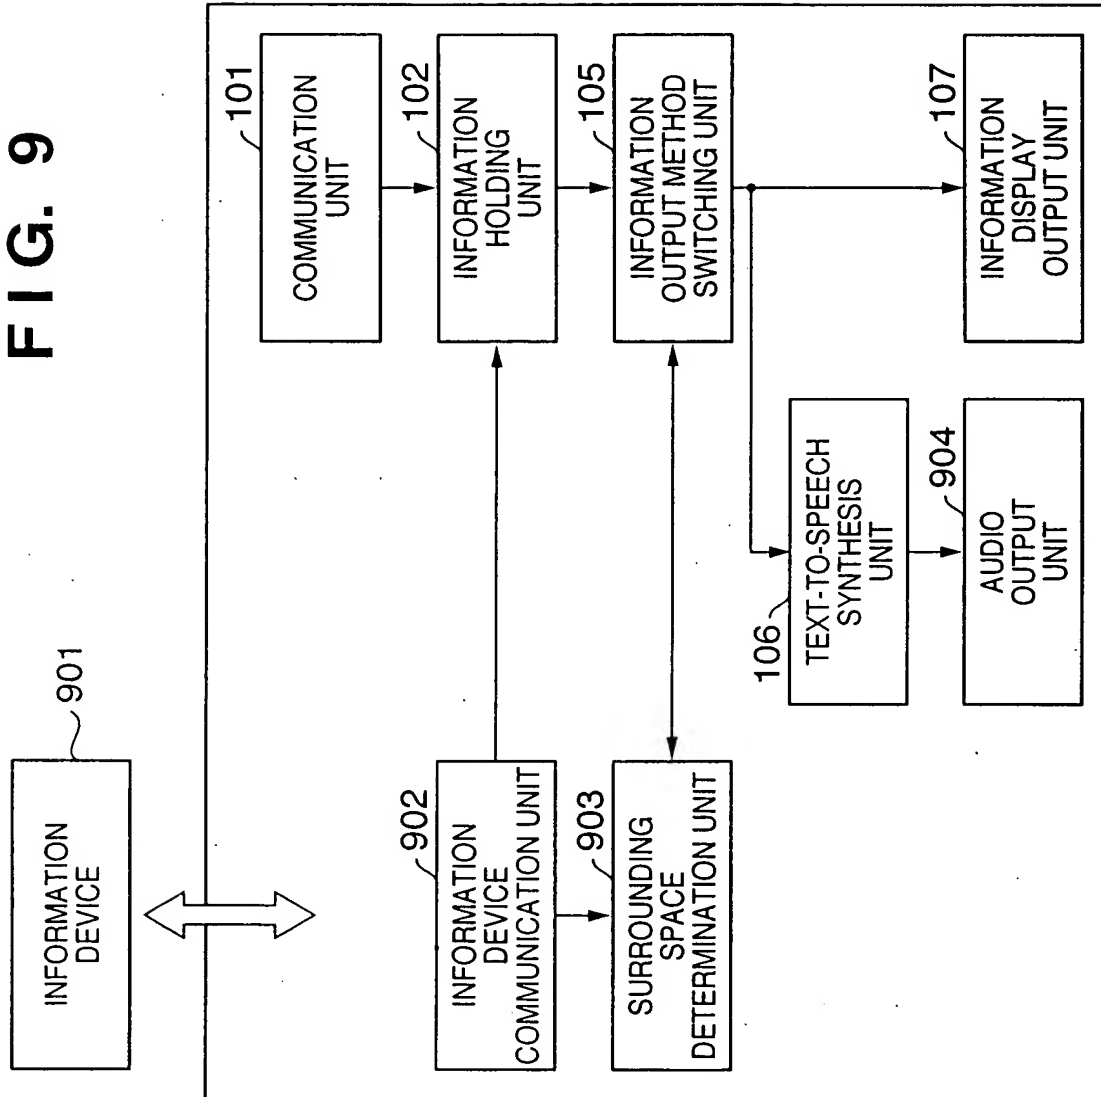 FIG. 9
901
INFORMATION
DEVICE
101
COMMUNICATION
UNIT
902
INFORMATION
DEVICE
COMMUNICATION UNIT
102
INFORMATION
HOLDING
UNIT
903
SURROUNDING
SPACE
DETERMINATION UNIT
105
INFORMATION
OUTPUT METHOD
SWITCHING UNIT
106
TEXT-TO-SPEECH
SYNTHESIS
UNIT
904
AUDIO
OUTPUT
UNIT
107
INFORMATION
DISPLAY
OUTPUT UNIT